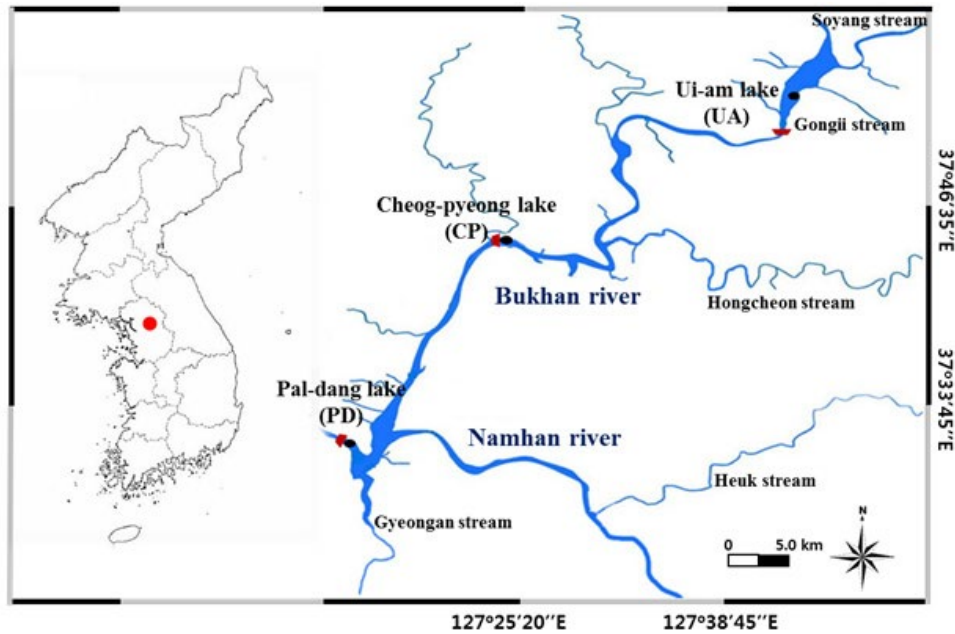 Soyang stream
Ui-am lake
(UA)
Gongii stream
37°46'35''E
Cheog-pyeong lake
(CP)
Bukhan river
Hongcheon stream
Pal-dang lake
(PD)
37°33'45''E
Namhan river
Heuk stream
Gyeongan stream
N
0 5.0 km
127°25'20''E 127°38'45''E